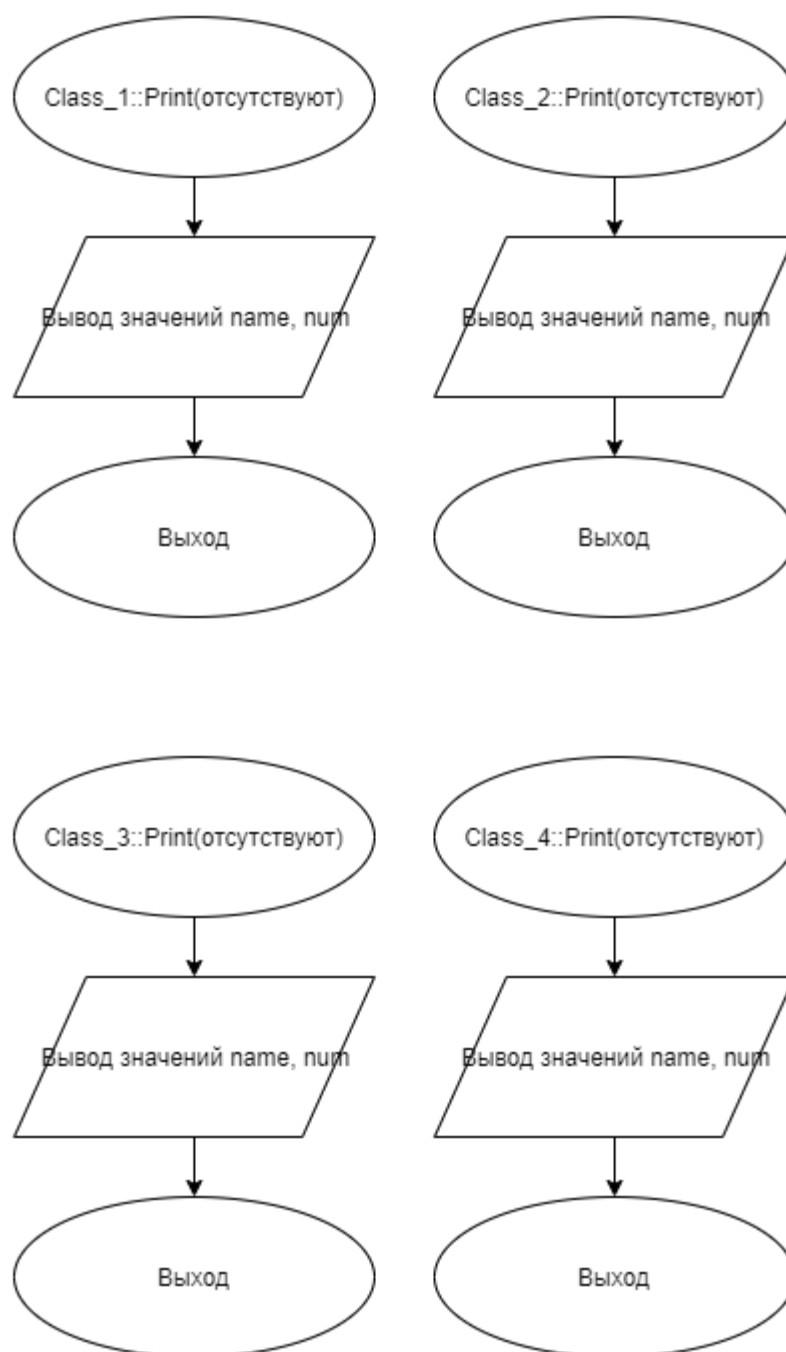 Class_1::Print(отсутствуют)
Class_2::Print(отсутствуют)
Вывод значений name, num
Вывод значений name, num
Выход
Выход
Class_3::Print(отсутствуют)
Class_4::Print(отсутствуют)
Вывод значений name, num
Вывод значений name, num
Выход
Выход